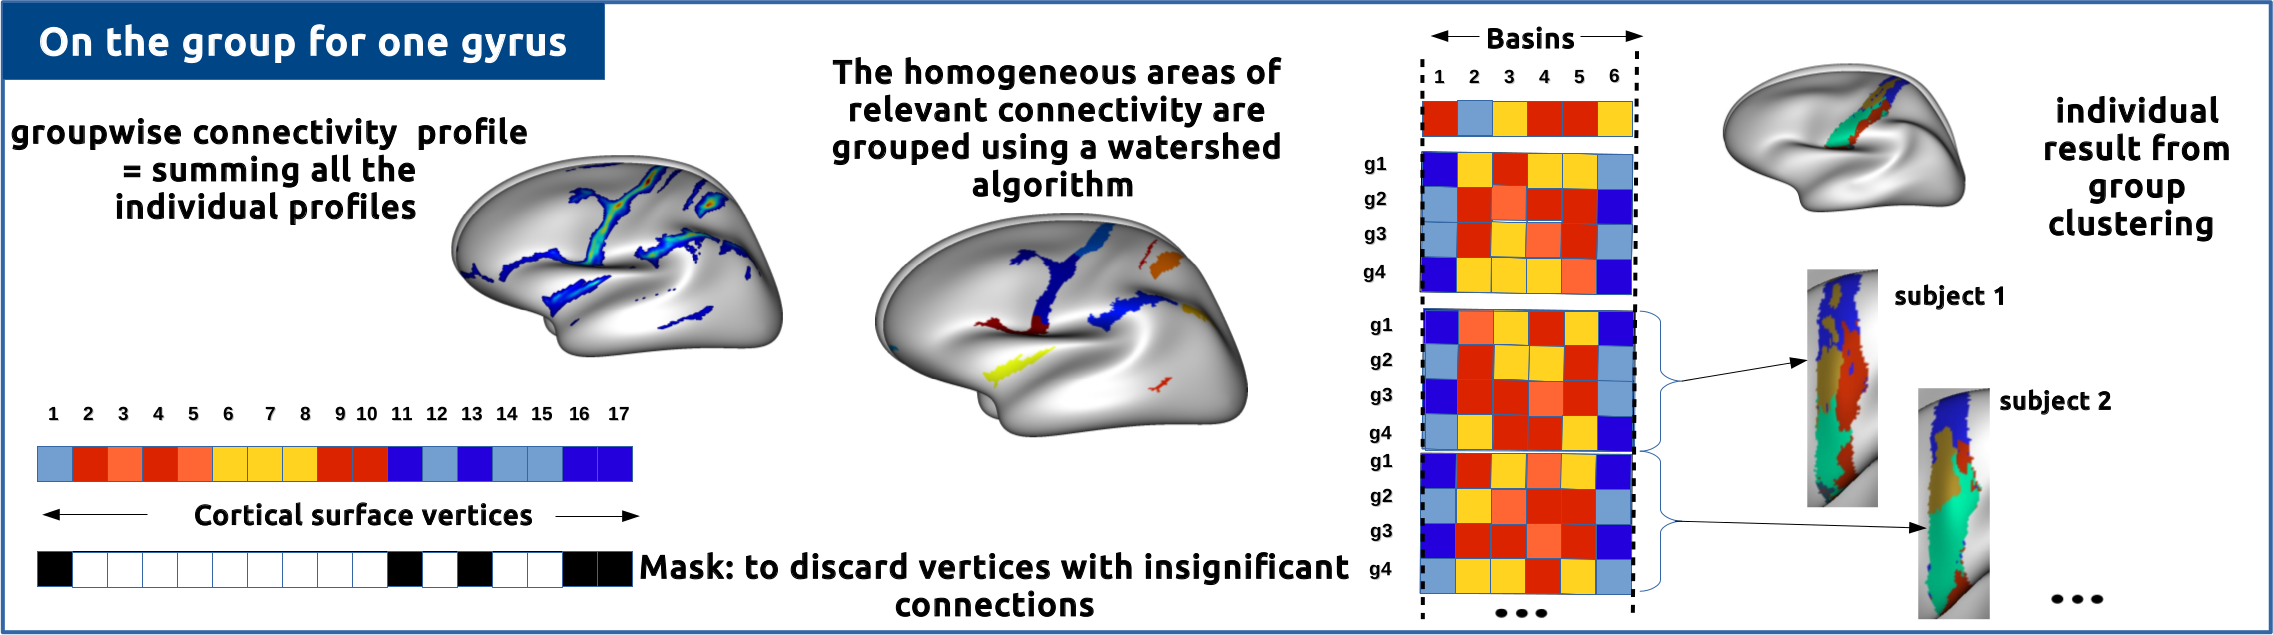 On the group for one gyrus
groupwise connectivity profile
= summing all the
individual profiles
The homogeneous areas of
relevant connectivity are
grouped using a watershed
algorithm
1 2 3 4 5 6 7 8 9 10 11 12 13 14 15 16 17
Cortical surface vertices
Mask: to discard vertices with insignificant
connections
Basins
1 2 3 4 5 6
g1
g2
g3
g4
g1
g2
g3
g4
g1
g2
g3
g4
...
individual
result from
group
clustering
subject 1
subject 2
...